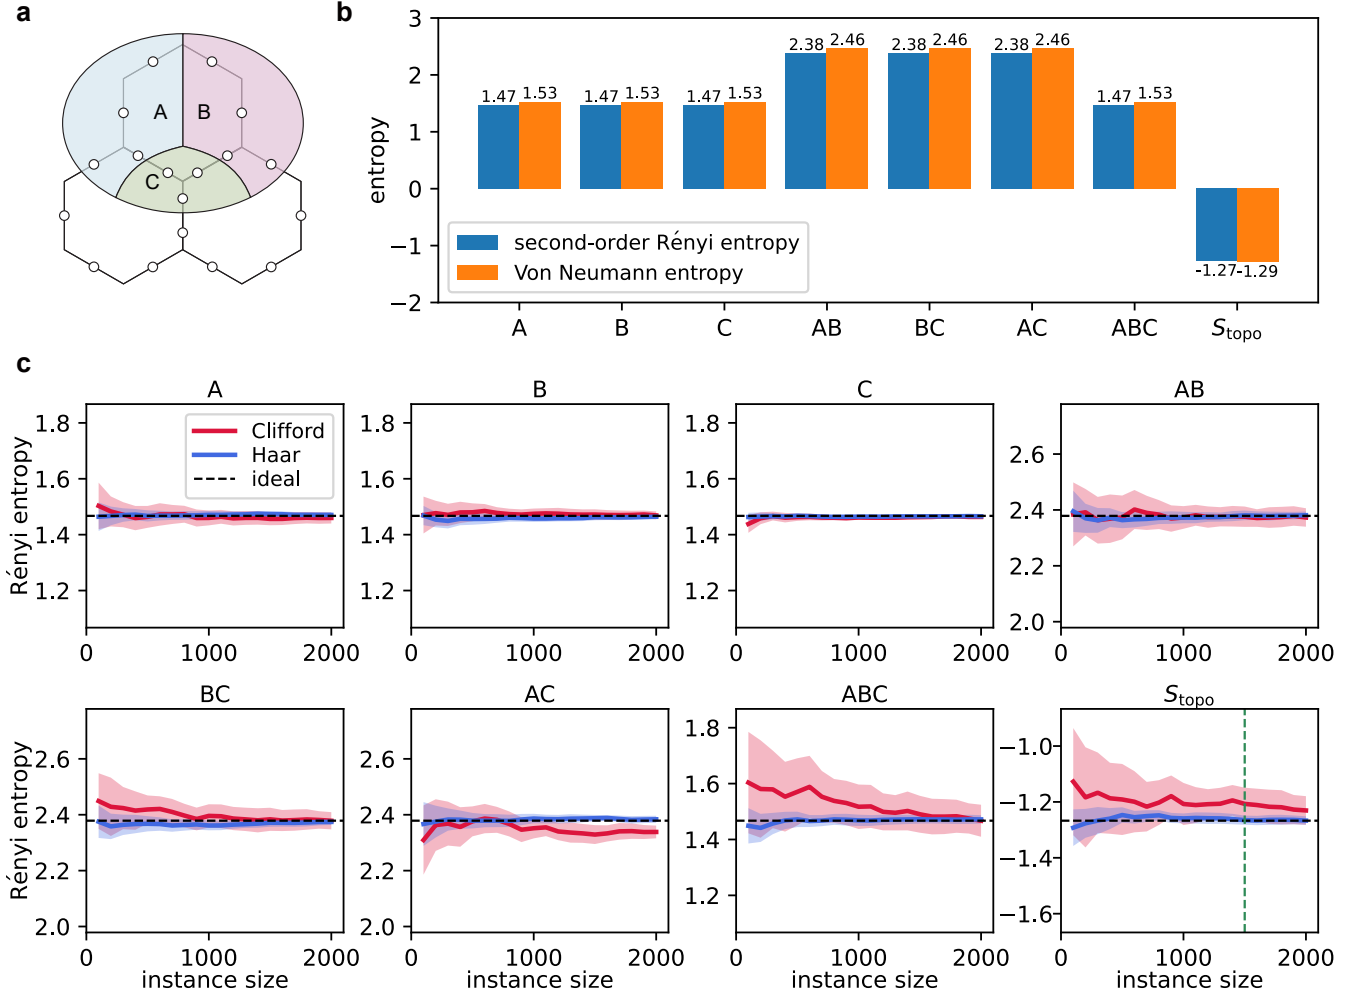 a
A B
C
b
entropy
3
2
1
0
−1
−2
1.47 1.53
1.47 1.53
1.47 1.53
2.38 2.46
2.38 2.46
2.38 2.46
1.47 1.53
-1.27 -1.29
second-order Rényi entropy
Von Neumann entropy
A B C AB BC AC ABC S_topo
c
A
Rényi entropy
1.8
1.6
1.4
1.2
0 1000 2000
Clifford
Haar
ideal
B
1.8
1.6
1.4
1.2
0 1000 2000
C
1.8
1.6
1.4
1.2
0 1000 2000
AB
2.6
2.4
2.2
2.0
0 1000 2000
BC
Rényi entropy
2.6
2.4
2.2
2.0
0 1000 2000
instance size
AC
2.6
2.4
2.2
2.0
0 1000 2000
instance size
ABC
1.8
1.6
1.4
1.2
0 1000 2000
instance size
S_topo
−1.0
−1.2
−1.4
−1.6
0 1000 2000
instance size